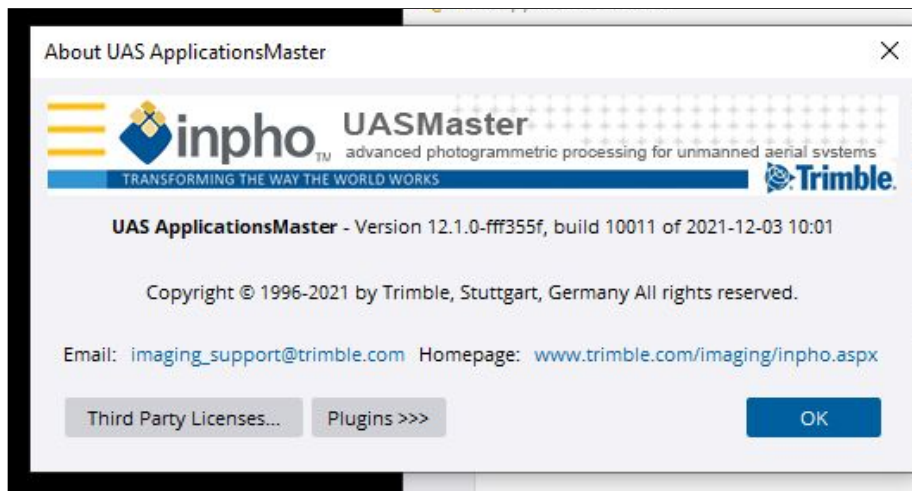 About UAS ApplicationsMaster
inpho TM UASMaster
advanced photogrammetric processing for unmanned aerial systems
TRANSFORMING THE WAY THE WORLD WORKS
Trimble.
UAS ApplicationsMaster - Version 12.1.0-fff355f, build 10011 of 2021-12-03 10:01
Copyright © 1996-2021 by Trimble, Stuttgart, Germany All rights reserved.
Email: imaging_support@trimble.com Homepage: www.trimble.com/imaging/inpho.aspx
Third Party Licenses... Plugins >>> OK